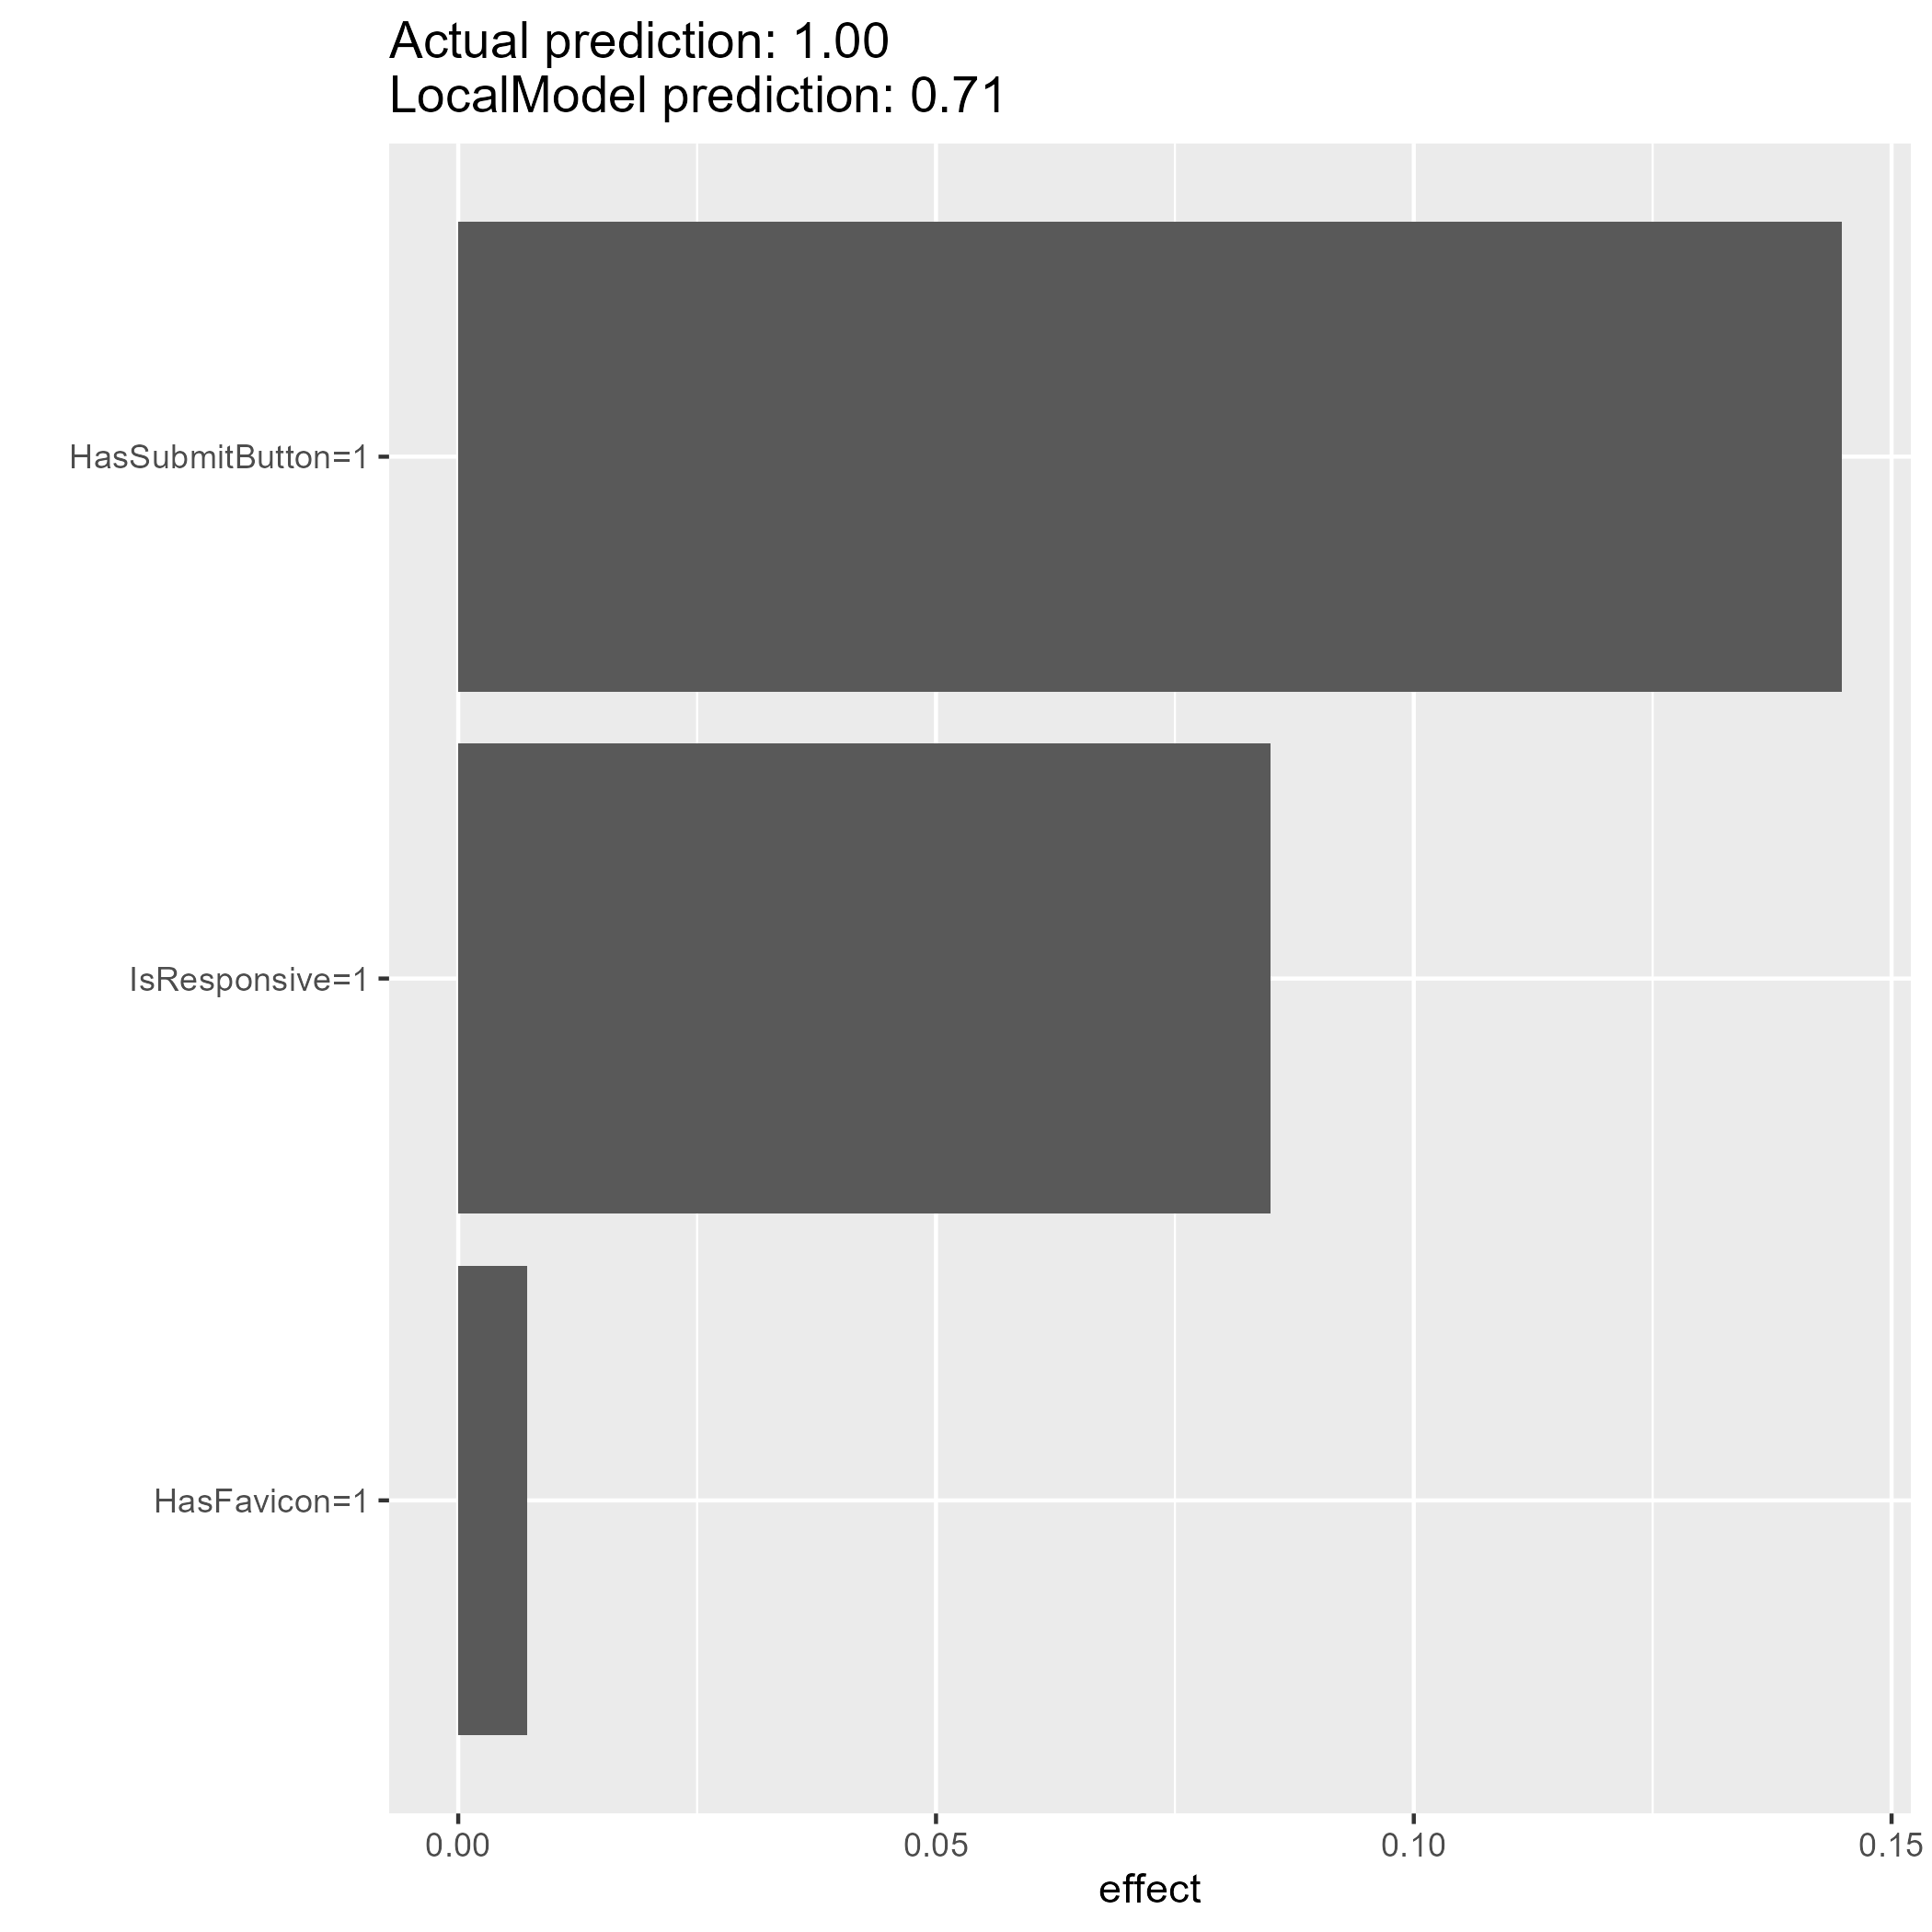 Actual prediction: 1.00
LocalModel prediction: 0.71
HasSubmitButton=1
IsResponsive=1
HasFavicon=1
0.00 0.05 0.10 0.15
effect